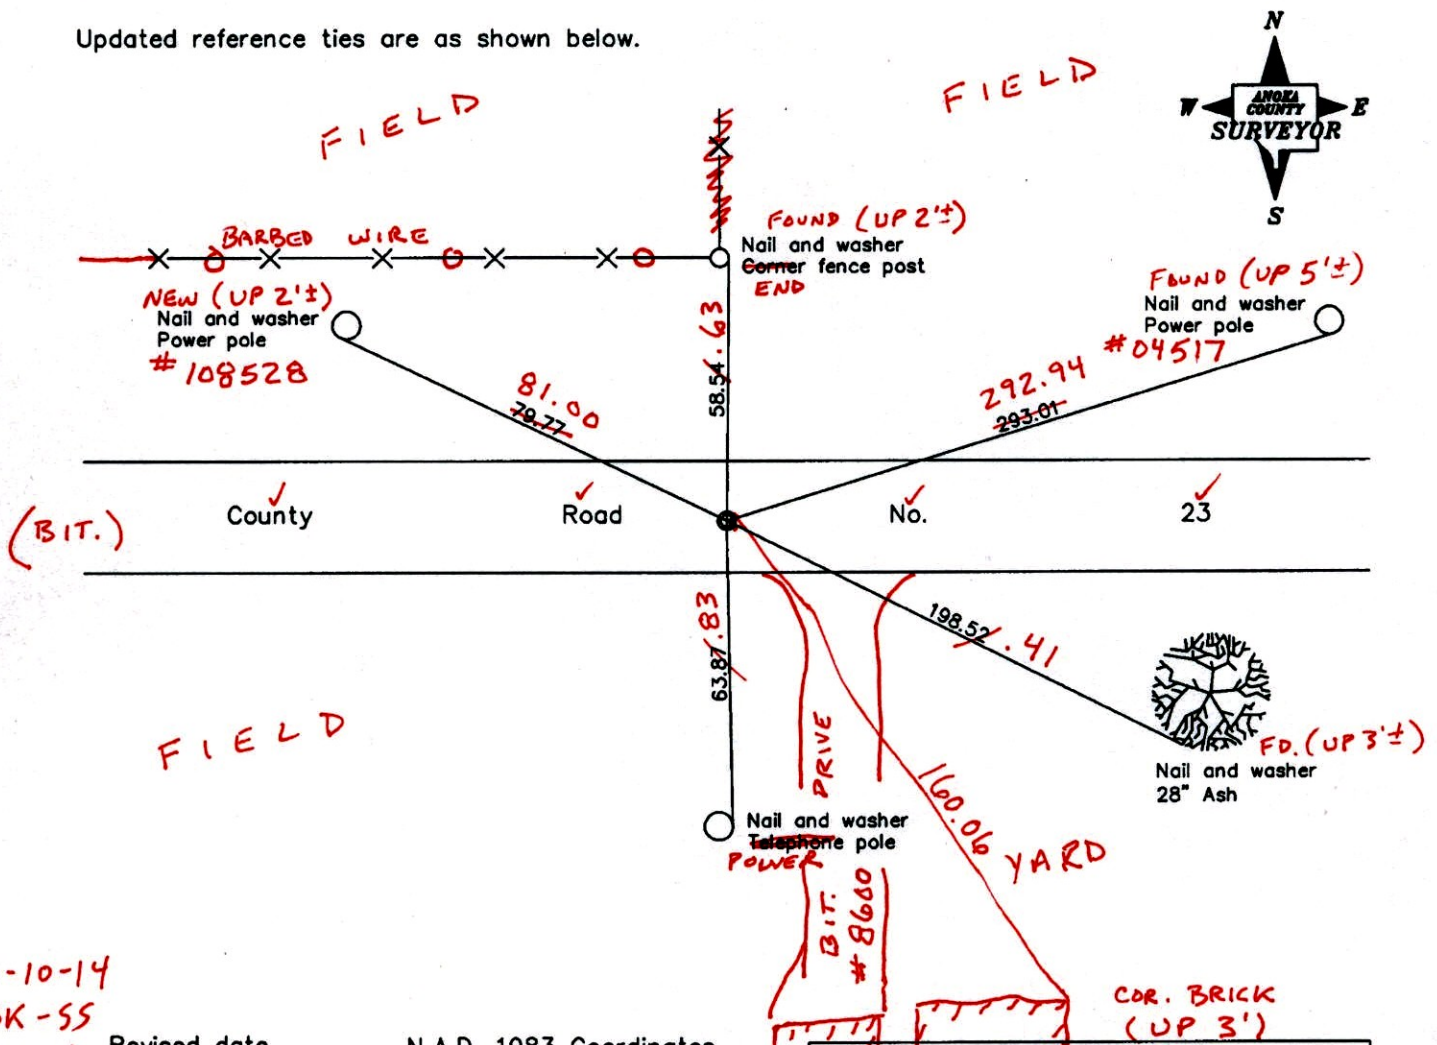 Updated reference ties are as shown below.
N
W
ANOKA
COUNTY
SURVEYOR
E
S
FIELD
FIELD
BARBED WIRE
FOUND (UP 2'±)
Nail and washer
Corner fence post
END
NEW (UP 2'±)
Nail and washer
Power pole
#108528
FOUND (UP 5'±)
Nail and washer
Power pole
#04517
81.00
79.77
58.54
.63
292.94
293.01
(BIT.)
County Road No. 23
63.87
.83
198.52
.41
FIELD
DRIVE
FD. (UP 3'±)
Nail and washer
28" Ash
160.06
YARD
Nail and washer
Telephone pole
POWER
BIT.
#8600
-10-14
K-SS
COR. BRICK
(UP 3')
Revised date
N.A.D. 1983 Coordinates